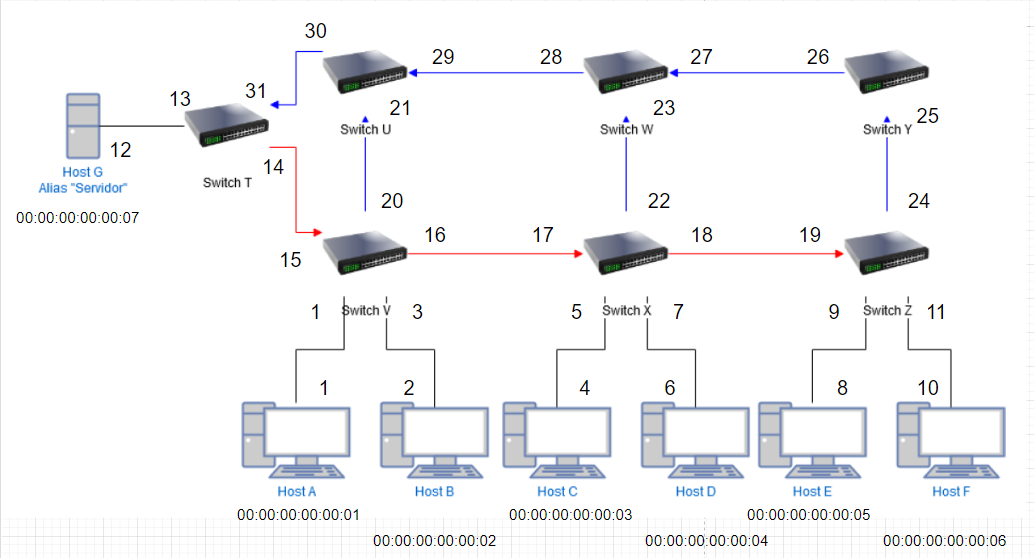 30
29
28
27
26
13
31
21
23
25
Switch U
Switch W
Switch Y
12
Host G
Alias "Servidor"
14
Switch T
00:00:00:00:00:07
20
22
24
15
16
17
18
19
1
Switch V
3
5
Switch X
7
9
Switch Z
11
1
2
4
6
8
10
Host A
Host B
Host C
Host D
Host E
Host F
00:00:00:00:00:01
00:00:00:00:00:03
00:00:00:00:00:05
00:00:00:00:00:02
00:00:00:00:00:04
00:00:00:00:00:06